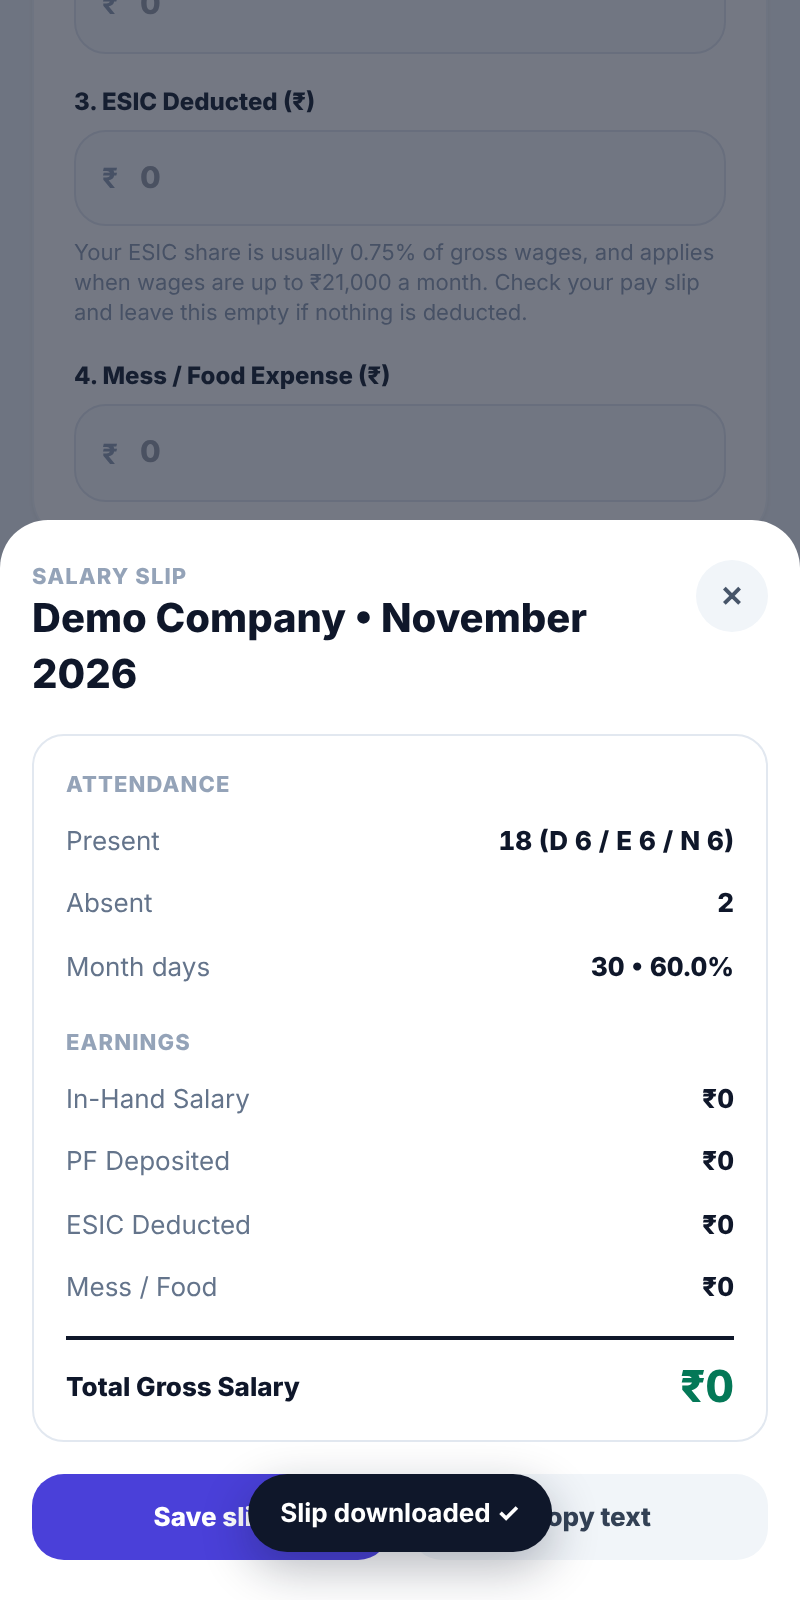 ₹ 0
3. ESIC Deducted (₹)
₹ 0
Your ESIC share is usually 0.75% of gross wages, and applies
when wages are up to ₹21,000 a month. Check your pay slip
and leave this empty if nothing is deducted.
4. Mess / Food Expense (₹)
₹ 0
SALARY SLIP
Demo Company • November
2026
✕
ATTENDANCE
Present 18 (D 6 / E 6 / N 6)
Absent 2
Month days 30 • 60.0%
EARNINGS
In-Hand Salary ₹0
PF Deposited ₹0
ESIC Deducted ₹0
Mess / Food ₹0
Total Gross Salary ₹0
Save sli
Slip downloaded ✓
opy text